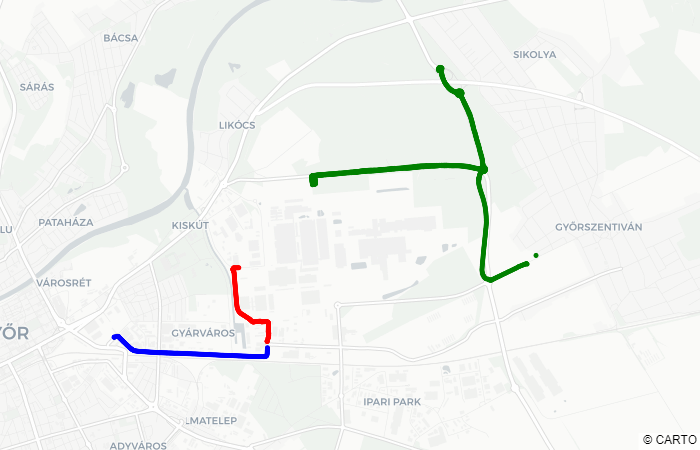 BÁCSA
SIKOLYA
SÁRÁS
LIKÓCS
PATAHÁZA
KISKÚT
GYŐRSZENTIVÁN
LU
VÁROSRÉT
GYÁRVÁROS
ŐR
IPARI PARK
LMATELEP
ADYVÁROS
© CARTO